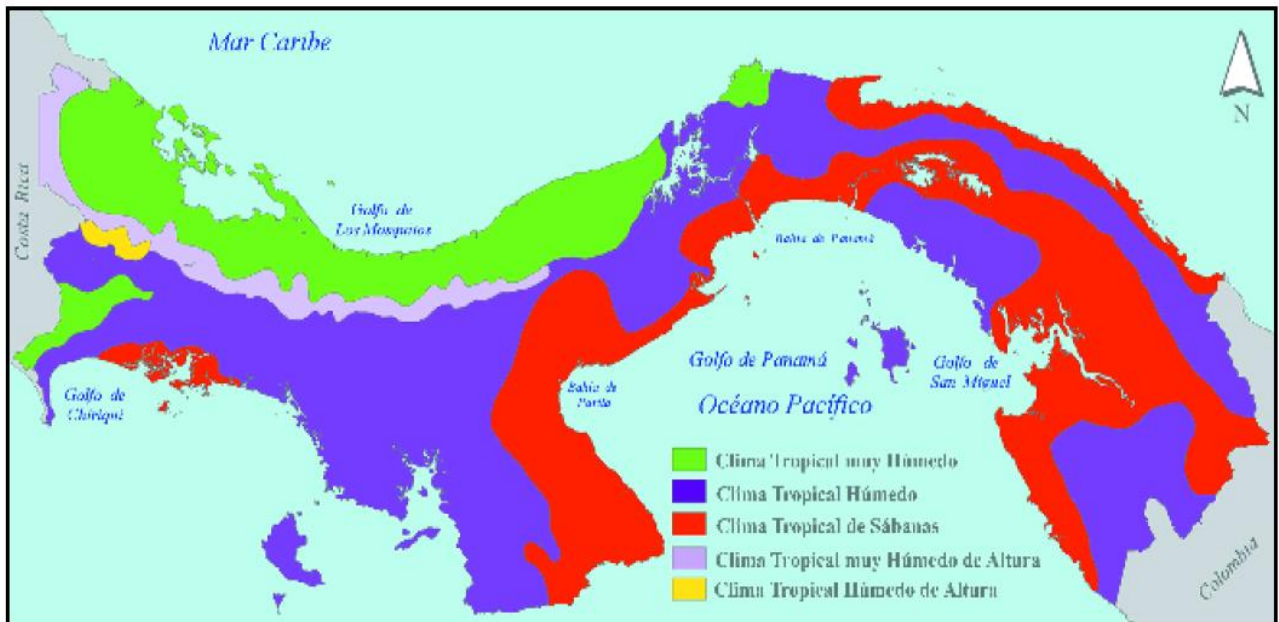 Mar Caribe
N
Costa Rica
Golfo de
Los Mosquitos
Bahia de Panamá
Golfo de Panamá
Golfo de
San Miguel
Golfo de
Chiriquí
Bahia de
Parita
Océano Pacífico
Clima Tropical muy Húmedo
Clima Tropical Húmedo
Clima Tropical de Sábanas
Clima Tropical muy Húmedo de Altura
Clima Tropical Húmedo de Altura
Colombia